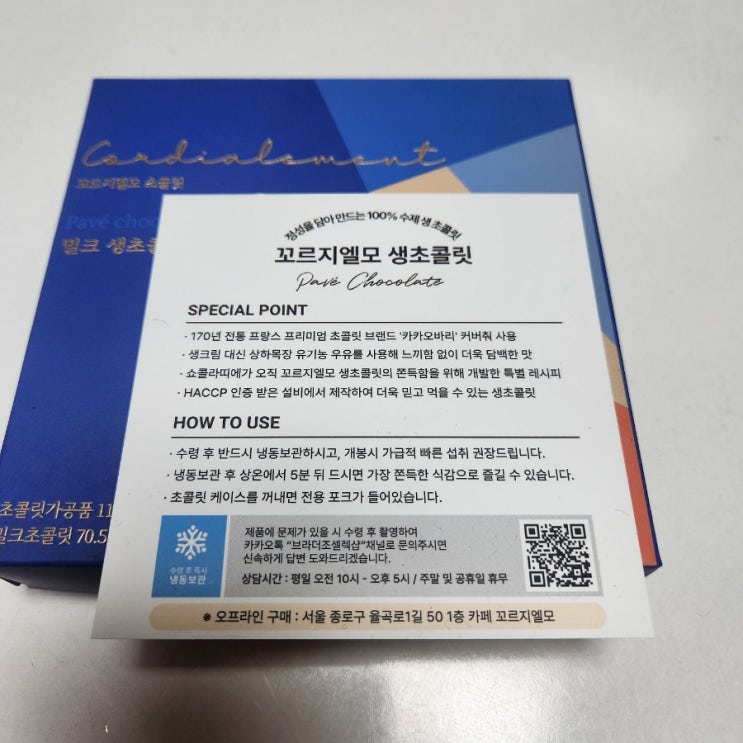 Cordialement
꼬르지엘모 초콜릿
Pavé
밀크 생초콜
초콜릿가공품
밀크초콜릿 70.5
정성을 담아 만드는 100% 수제 생 초콜릿
꼬르지엘모 생초콜릿
Pavé Chocolate
SPECIAL POINT
· 170년 전통 프랑스 프리미엄 초콜릿 브랜드 '카카오바리' 커버춰 사용
· 생크림 대신 상하목장 유기농 우유를 사용해 느끼함 없이 더욱 담백한 맛
· 쇼콜라띠에가 오직 꼬르지엘모 생초콜릿의 쫀득함을 위해 개발한 특별 레시피
· HACCP 인증 받은 설비에서 제작하여 더욱 믿고 먹을 수 있는 생초콜릿
HOW TO USE
· 수령 후 반드시 냉동보관하시고, 개봉시 가급적 빠른 섭취 권장드립니다.
· 냉동보관 후 상온에서 5분 뒤 드시면 가장 쫀득한 식감으로 즐길 수 있습니다.
· 초콜릿 케이스를 꺼내면 전용 포크가 들어있습니다.
수령 후 즉시
냉동보관
제품에 문제가 있을 시 수령 후 촬영하여
카카오톡 "브라더조셀렉샵"채널로 문의주시면
신속하게 답변 도와드리겠습니다.
상담시간 : 평일 오전 10시 - 오후 5시 / 주말 및 공휴일 휴무
※ 오프라인 구매 : 서울 종로구 율곡로1길 50 1층 카페 꼬르지엘모